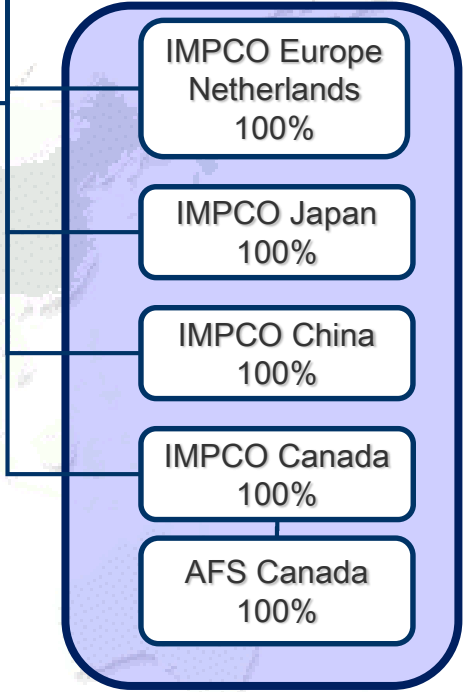 IMPCO Europe
Netherlands
100%
IMPCO Japan
100%
IMPCO China
100%
IMPCO Canada
100%
AFS Canada
100%